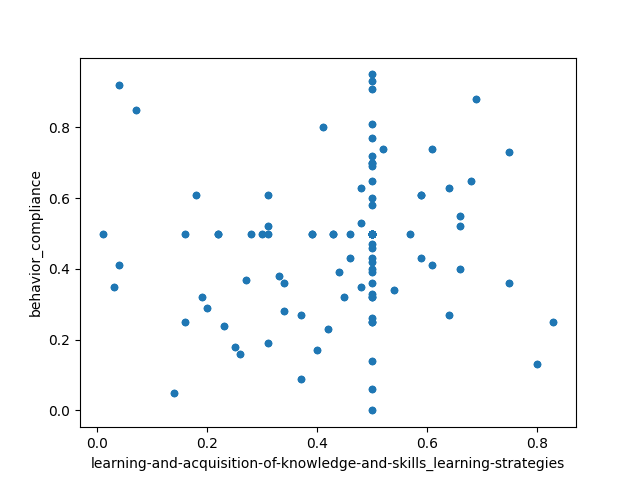 behavior_compliance
0.8
0.6
0.4
0.2
0.0
0.0 0.2 0.4 0.6 0.8
learning-and-acquisition-of-knowledge-and-skills_learning-strategies